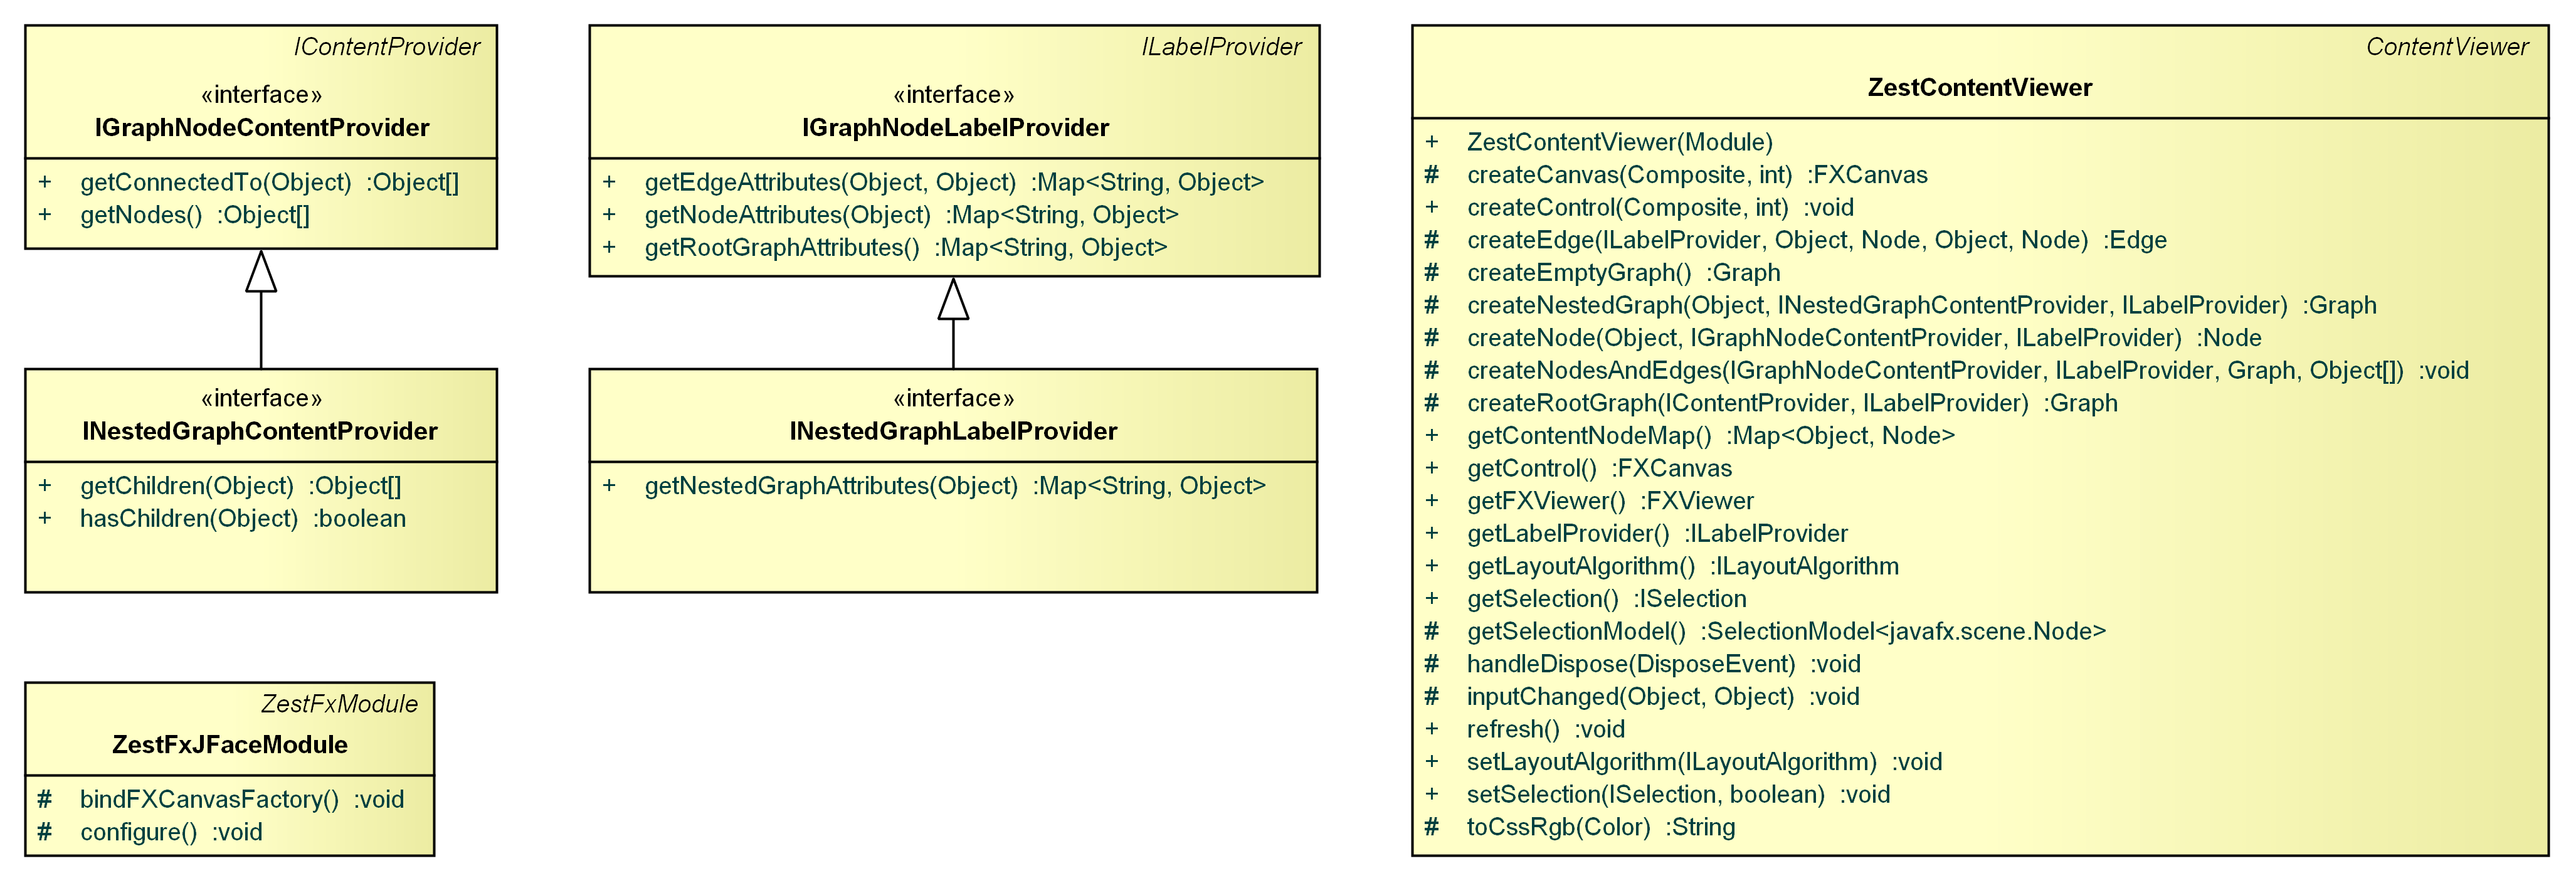 IContentProvider
«interface»
IGraphNodeContentProvider
+ getConnectedTo(Object) :Object[]
+ getNodes() :Object[]
ILabelProvider
«interface»
IGraphNodeLabelProvider
+ getEdgeAttributes(Object, Object) :Map<String, Object>
+ getNodeAttributes(Object) :Map<String, Object>
+ getRootGraphAttributes() :Map<String, Object>
«interface»
INestedGraphContentProvider
+ getChildren(Object) :Object[]
+ hasChildren(Object) :boolean
«interface»
INestedGraphLabelProvider
+ getNestedGraphAttributes(Object) :Map<String, Object>
ZestFxModule
ZestFxJFaceModule
# bindFXCanvasFactory() :void
# configure() :void
ContentViewer
ZestContentViewer
+ ZestContentViewer(Module)
# createCanvas(Composite, int) :FXCanvas
+ createControl(Composite, int) :void
# createEdge(ILabelProvider, Object, Node, Object, Node) :Edge
# createEmptyGraph() :Graph
# createNestedGraph(Object, INestedGraphContentProvider, ILabelProvider) :Graph
# createNode(Object, IGraphNodeContentProvider, ILabelProvider) :Node
# createNodesAndEdges(IGraphNodeContentProvider, ILabelProvider, Graph, Object[]) :void
# createRootGraph(IContentProvider, ILabelProvider) :Graph
+ getContentNodeMap() :Map<Object, Node>
+ getControl() :FXCanvas
+ getFXViewer() :FXViewer
+ getLabelProvider() :ILabelProvider
+ getLayoutAlgorithm() :ILayoutAlgorithm
+ getSelection() :ISelection
# getSelectionModel() :SelectionModel<javafx.scene.Node>
# handleDispose(DisposeEvent) :void
# inputChanged(Object, Object) :void
+ refresh() :void
+ setLayoutAlgorithm(ILayoutAlgorithm) :void
+ setSelection(ISelection, boolean) :void
# toCssRgb(Color) :String